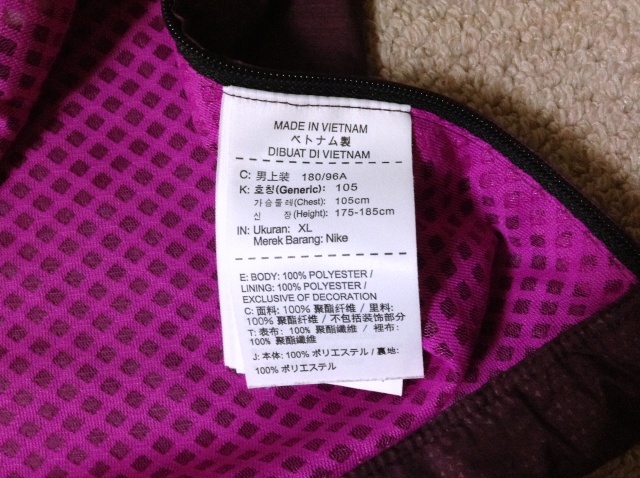 MADE IN VIETNAM
ベトナム製
DIBUAT DI VIETNAM
C: 男上装 180/96A
K: 호칭(Generic): 105
가슴둘레(Chest): 105cm
신 장(Height): 175-185cm
IN: Ukuran: XL
Merek Barang: Nike
E: BODY: 100% POLYESTER /
LINING: 100% POLYESTER /
EXCLUSIVE OF DECORATION
C: 面料: 100% 聚酯纤维 / 里料:
100% 聚酯纤维 / 不包括装饰部分
T: 表布: 100% 聚酯纖維 / 裡布:
100% 聚酯纖維
J: 本体: 100% ポリエステル / 裏地:
100% ポリエステル